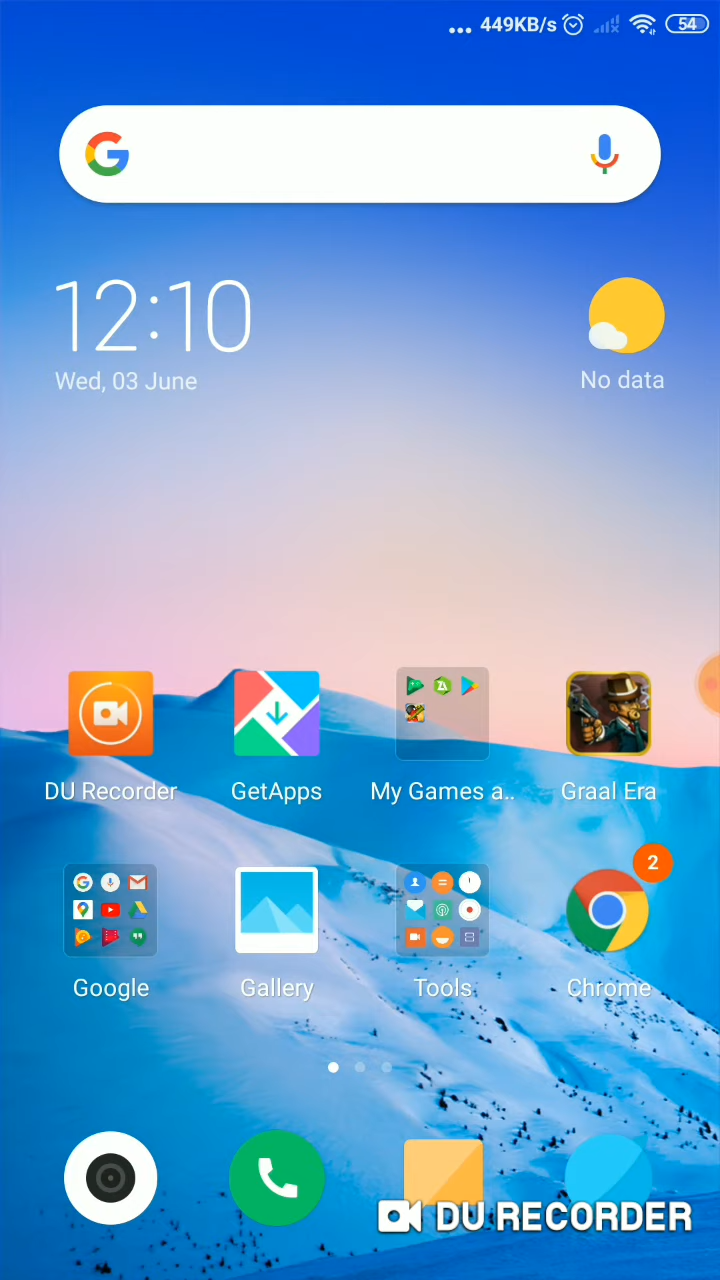 ... 449KB/s 54
12:10
Wed, 03 June
No data
DU Recorder GetApps My Games a.. Graal Era
2
Google Gallery Tools Chrome
DU RECORDER